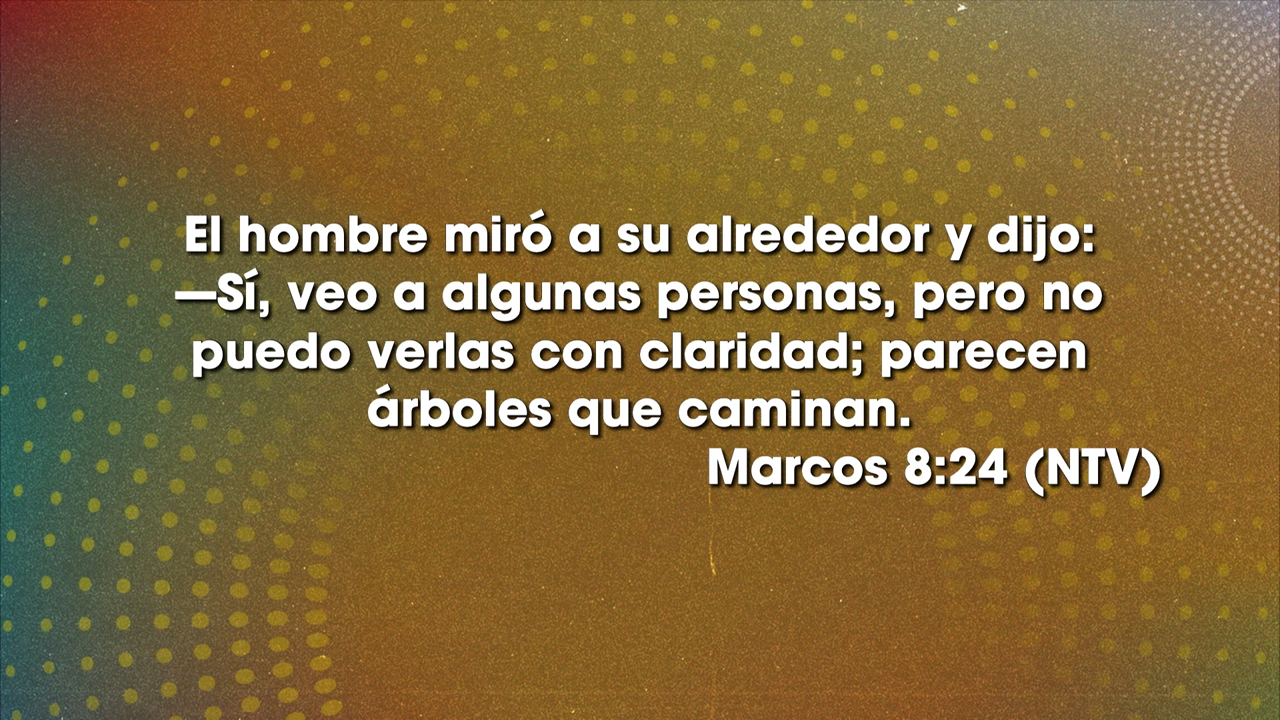 El hombre miró a su alrededor y dijo:
—Sí, veo a algunas personas, pero no
puedo verlas con claridad; parecen
árboles que caminan.
Marcos 8:24 (NTV)